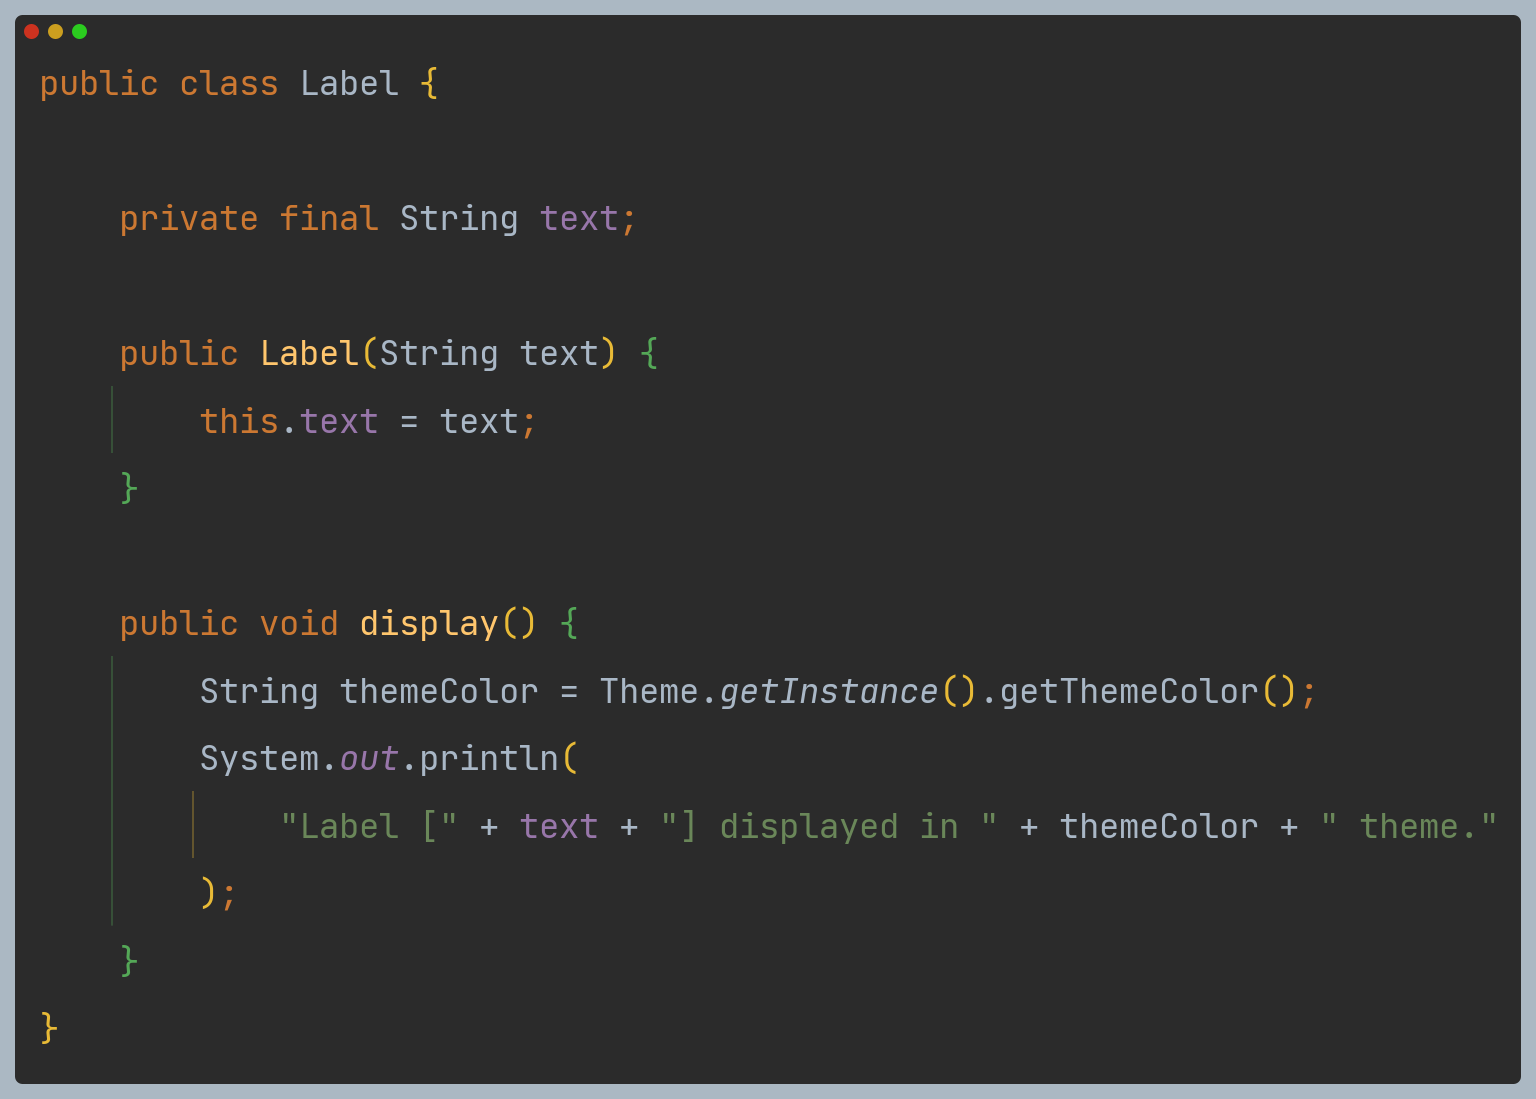 public class Label {
    private final String text;
    public Label(String text) {
        this.text = text;
    }
    public void display() {
        String themeColor = Theme.getInstance().getThemeColor();
        System.out.println(
            "Label [" + text + "] displayed in " + themeColor + " theme."
        );
    }
}